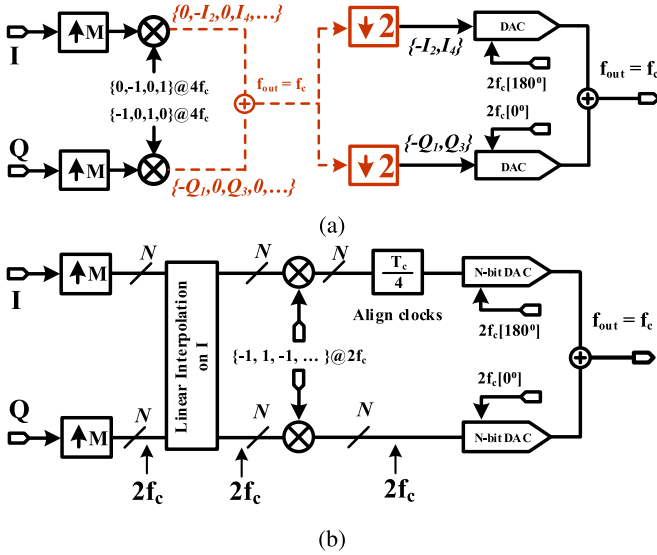 {0,-I2,0,I4,...}
I
↑M
{0,-1,0,1}@4fc
{-1,0,1,0}@4fc
fout = fc
↓2
{-I2,I4}
DAC
2fc[180°]
fout = fc
2fc[0°]
Q
↑M
{-Q1,0,Q3,0,...}
↓2
{-Q1,Q3}
DAC
(a)
I
↑M
N
N
N
Tc
4
Align clocks
N-bit DAC
2fc[180°]
fout = fc
Linear Interpolation
on I
{-1, 1, -1, ... }@2fc
2fc[0°]
Q
↑M
N
N
N
N-bit DAC
2fc
2fc
2fc
(b)